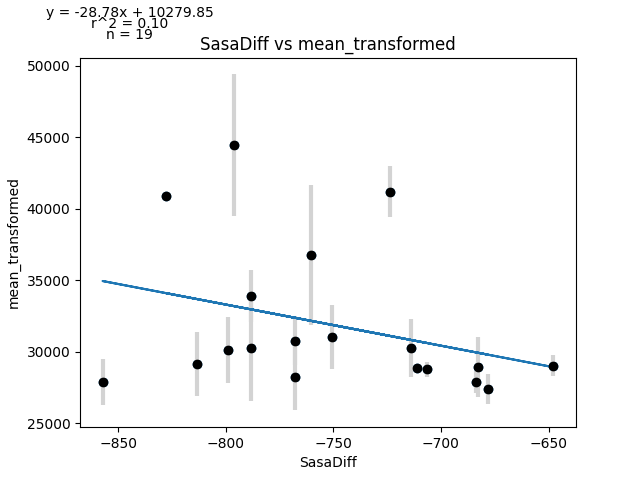 y = -28.78x + 10279.85
r^2 = 0.10
n = 19
SasaDiff vs mean_transformed
50000
45000
40000
35000
30000
25000
mean_transformed
−850
−800
−750
−700
−650
SasaDiff